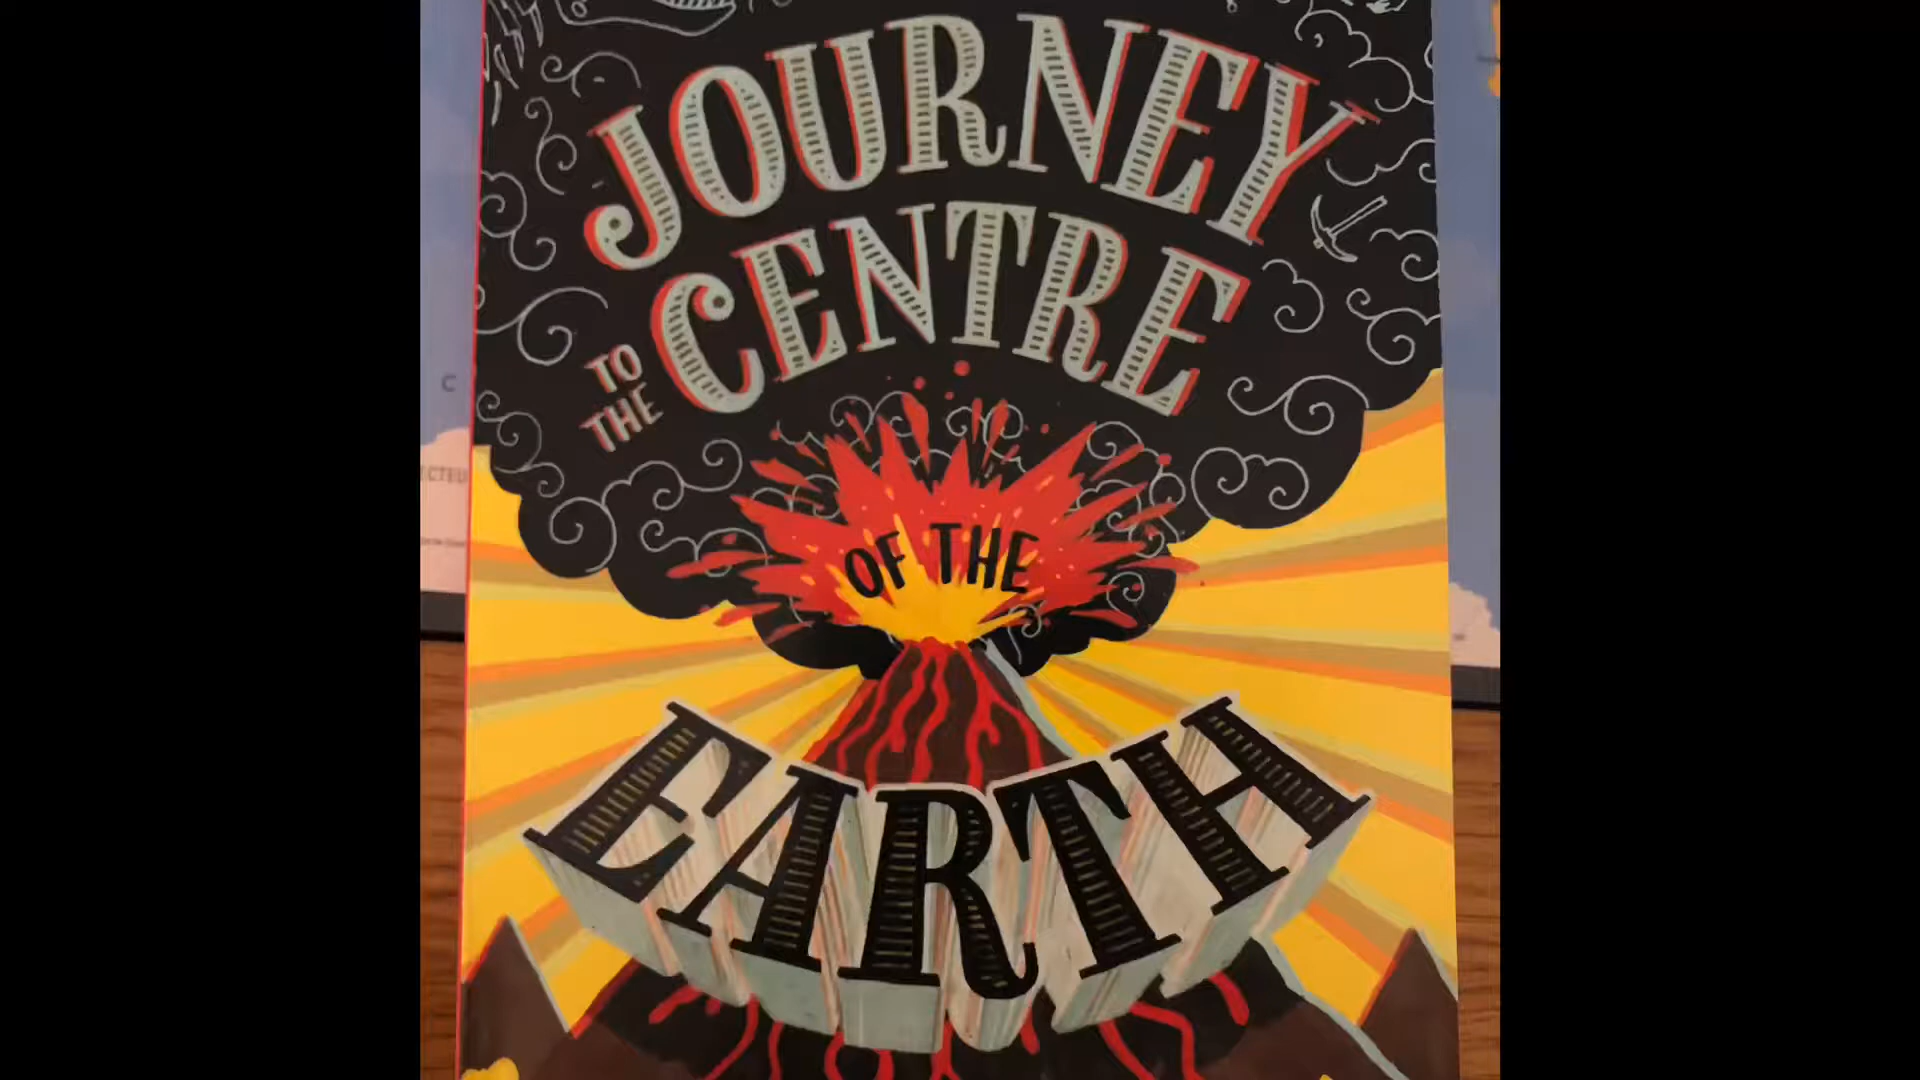 JOURNEY
TO THE
CENTRE
OF THE
EARTH
C